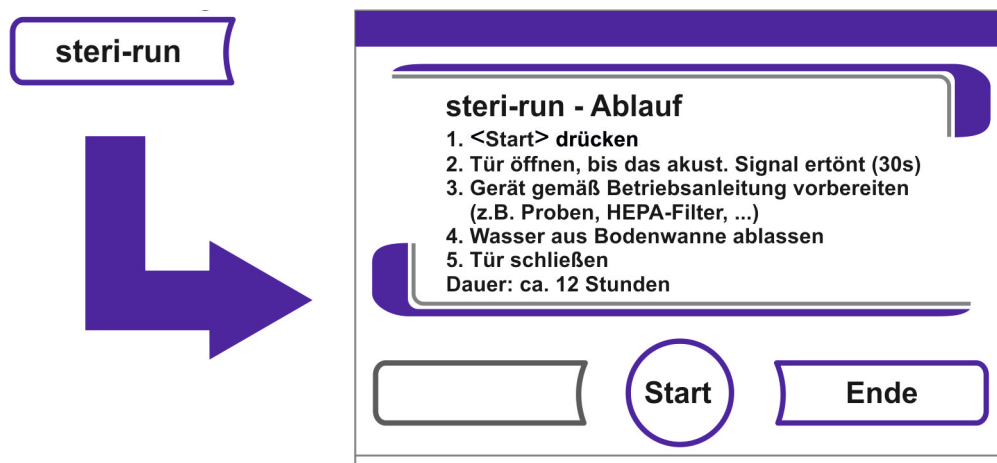 steri-run
steri-run - Ablauf
1. <Start> drücken
2. Tür öffnen, bis das akust. Signal ertönt (30s)
3. Gerät gemäß Betriebsanleitung vorbereiten
(z.B. Proben, HEPA-Filter, ...)
4. Wasser aus Bodenwanne ablassen
5. Tür schließen
Dauer: ca. 12 Stunden
Start
Ende